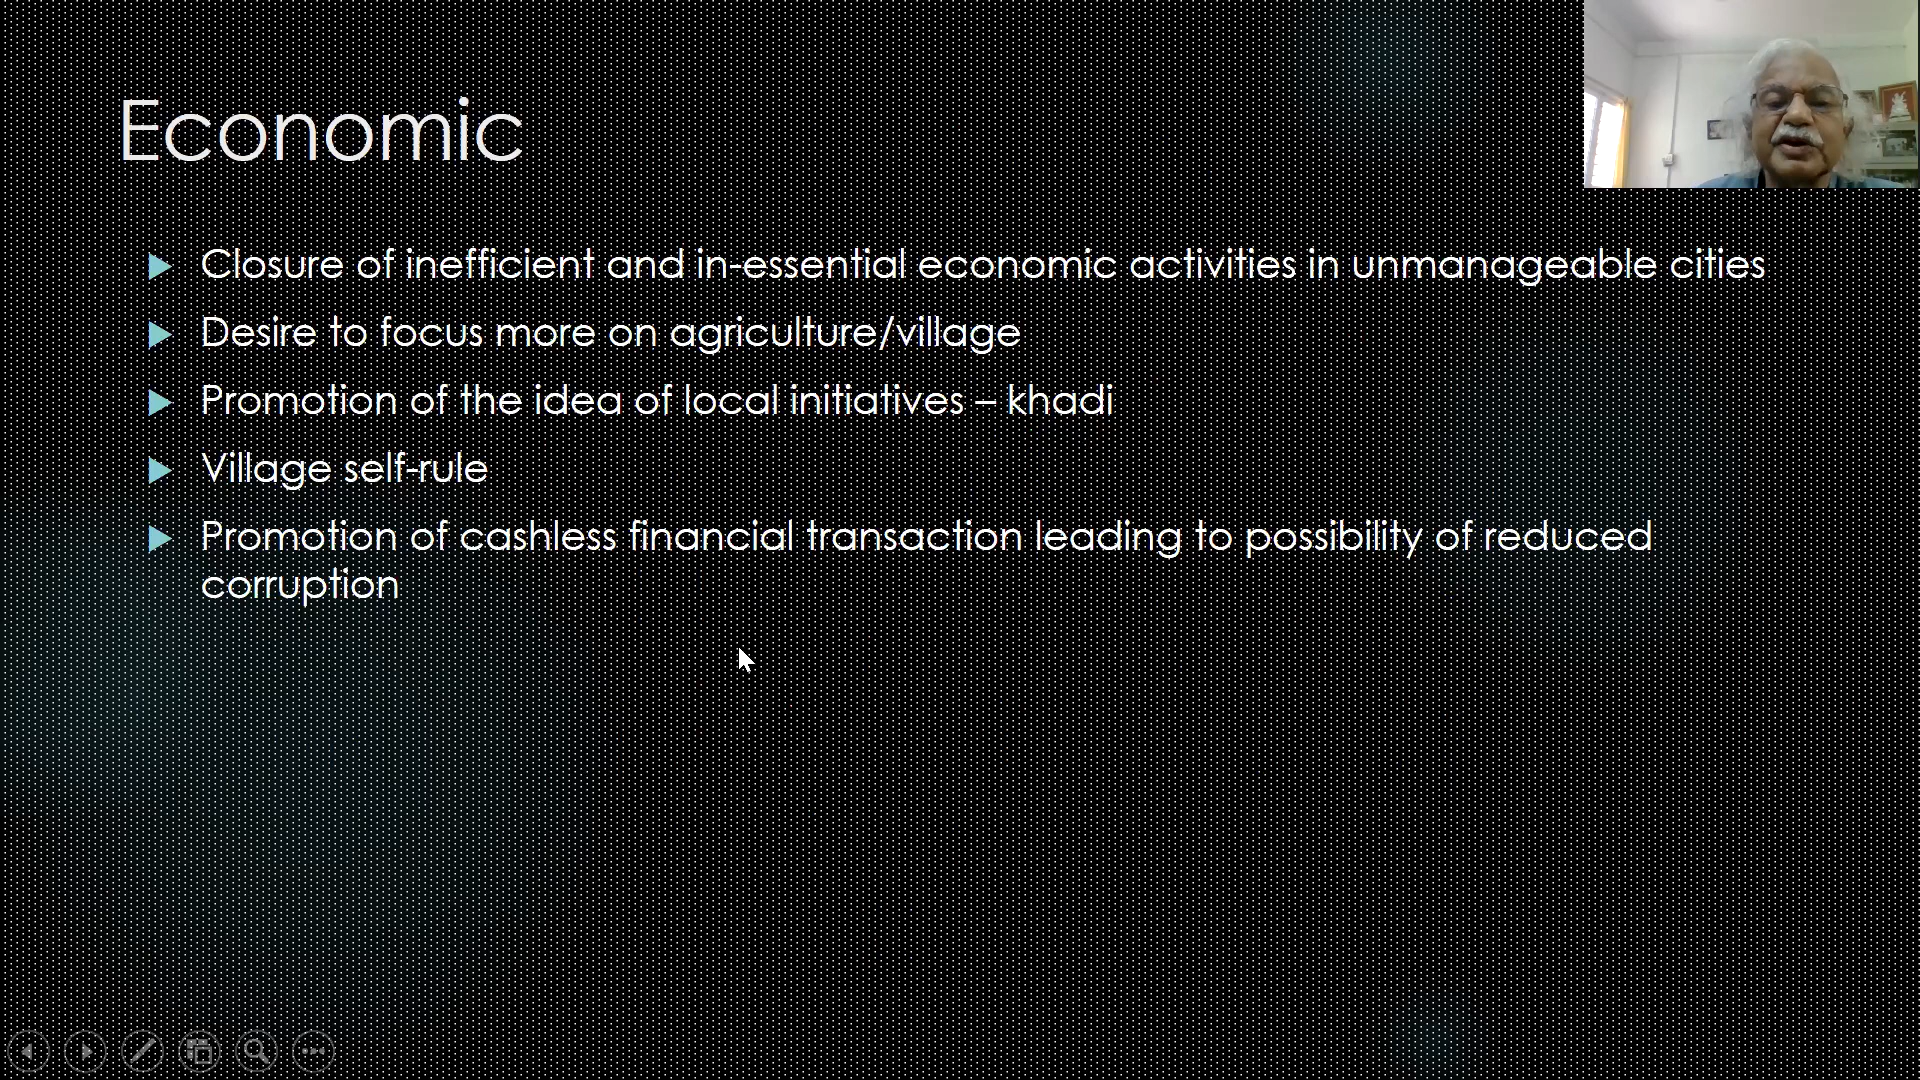 Economic
Closure of inefficient and in-essential economic activities in unmanageable cities
Desire to focus more on agriculture/village
Promotion of the idea of local initiatives – khadi
Village self-rule
Promotion of cashless financial transaction leading to possibility of reduced
corruption